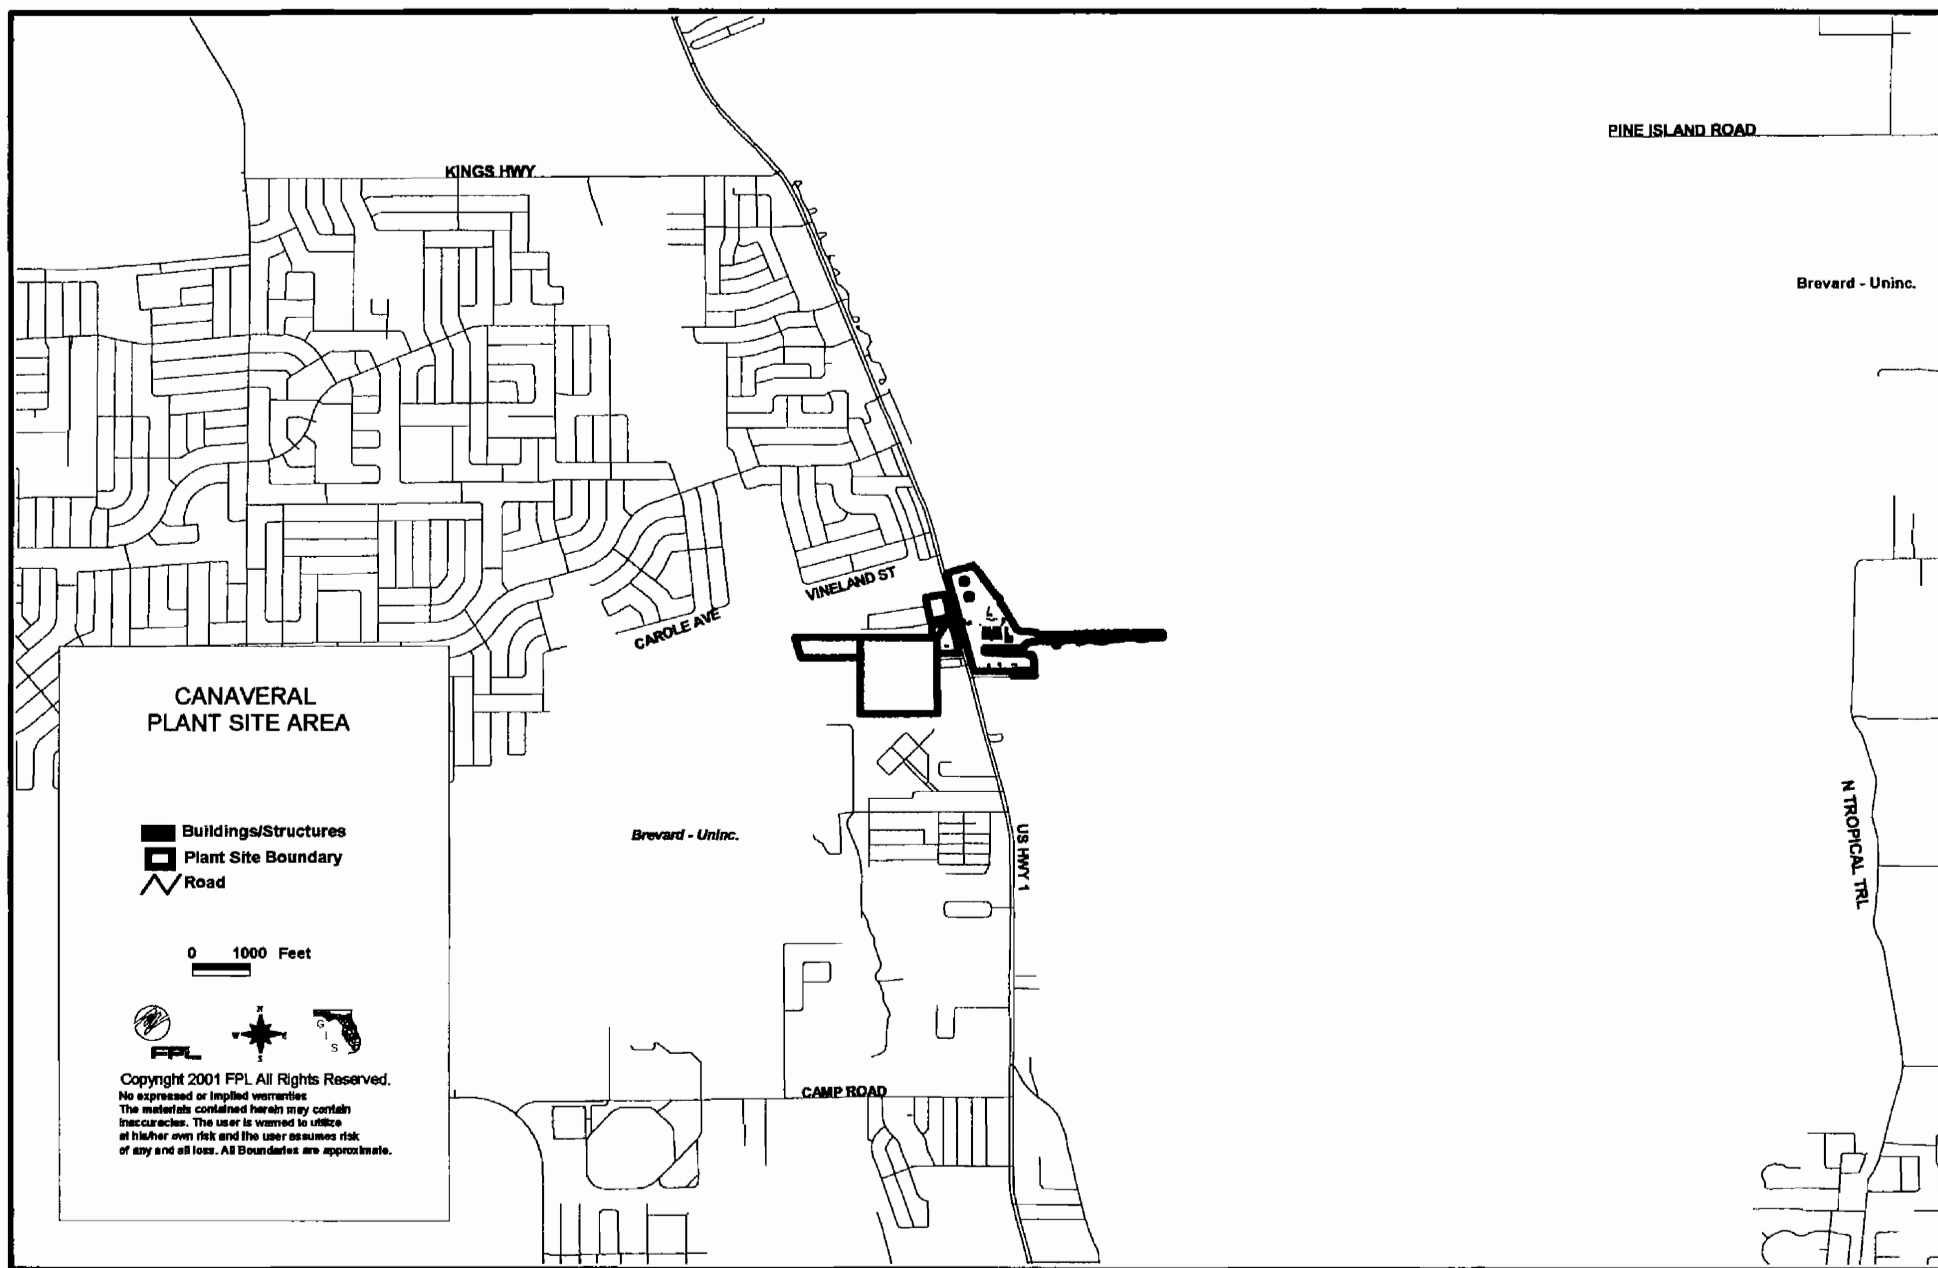 PINE ISLAND ROAD
KINGS HWY
Brevard - Uninc.
VINELAND ST
CAROLE AVE
CANAVERAL
PLANT SITE AREA
Buildings/Structures
Plant Site Boundary
Road
0 1000 Feet
N
W E
S
G
I
S
FPL
Copyright 2001 FPL All Rights Reserved.
No expressed or implied warranties
The materials contained herein may contain
inaccuracies. The user is warned to utilize
at his/her own risk and the user assumes risk
of any and all loss. All Boundaries are approximate.
Brevard - Uninc.
US HWY 1
N TROPICAL TRL
CAMP ROAD